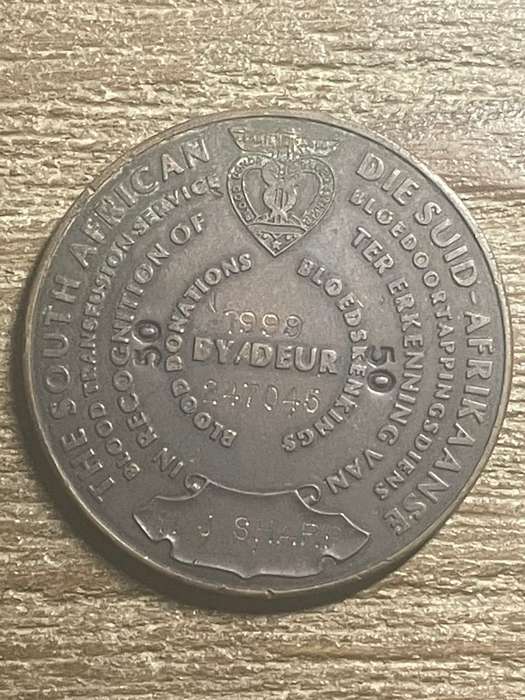 THE SOUTH AFRICAN
BLOOD TRANSFUSION SERVICE
IN RECOGNITION OF
50
BLOOD DONATIONS
DIE SUID-AFRIKAANSE
BLOEDOORTAPPINGSDIENS
TER ERKENNING VAN
50
BLOEDSKENKINGS
1998
BY/DEUR
247045
J SHARP